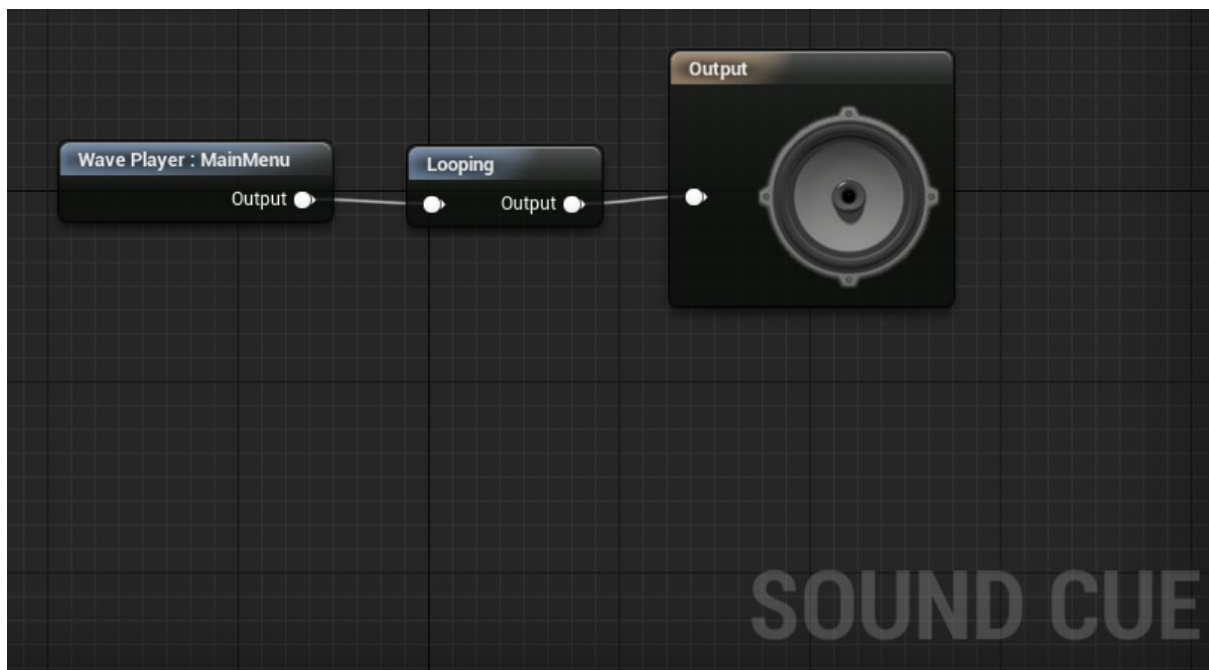 Output
Wave Player : MainMenu
Output
Looping
Output
SOUND CUE